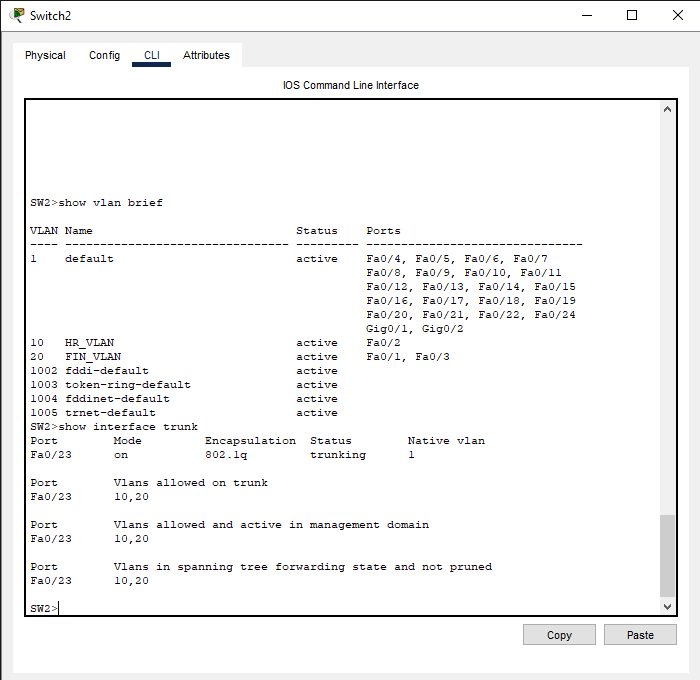 Switch2
Physical Config CLI Attributes
IOS Command Line Interface
SW2>show vlan brief
VLAN Name                             Status    Ports
---- -------------------------------- --------- -------------------------------
1    default                          active    Fa0/4, Fa0/5, Fa0/6, Fa0/7
                                                Fa0/8, Fa0/9, Fa0/10, Fa0/11
                                                Fa0/12, Fa0/13, Fa0/14, Fa0/15
                                                Fa0/16, Fa0/17, Fa0/18, Fa0/19
                                                Fa0/20, Fa0/21, Fa0/22, Fa0/24
                                                Gig0/1, Gig0/2
10   HR_VLAN                          active    Fa0/2
20   FIN_VLAN                         active    Fa0/1, Fa0/3
1002 fddi-default                     active
1003 token-ring-default               active
1004 fddinet-default                  active
1005 trnet-default                    active
SW2>show interface trunk
Port        Mode         Encapsulation  Status        Native vlan
Fa0/23      on           802.1q         trunking      1
Port        Vlans allowed on trunk
Fa0/23      10,20
Port        Vlans allowed and active in management domain
Fa0/23      10,20
Port        Vlans in spanning tree forwarding state and not pruned
Fa0/23      10,20
SW2>
Copy Paste